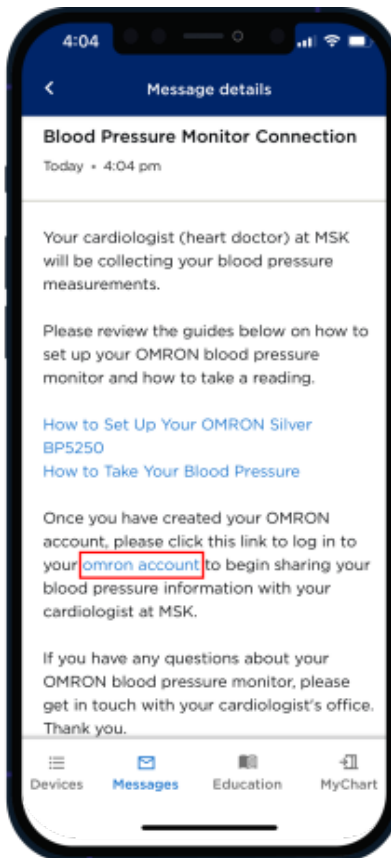 4:04
Message details
Blood Pressure Monitor Connection
Today • 4:04 pm
Your cardiologist (heart doctor) at MSK
will be collecting your blood pressure
measurements.
Please review the guides below on how to
set up your OMRON blood pressure
monitor and how to take a reading.
How to Set Up Your OMRON Silver
BP5250
How to Take Your Blood Pressure
Once you have created your OMRON
account, please click this link to log in to
your omron account to begin sharing your
blood pressure information with your
cardiologist at MSK.
If you have any questions about your
OMRON blood pressure monitor, please
get in touch with your cardiologist's office.
Thank you.
Devices Messages Education MyChart